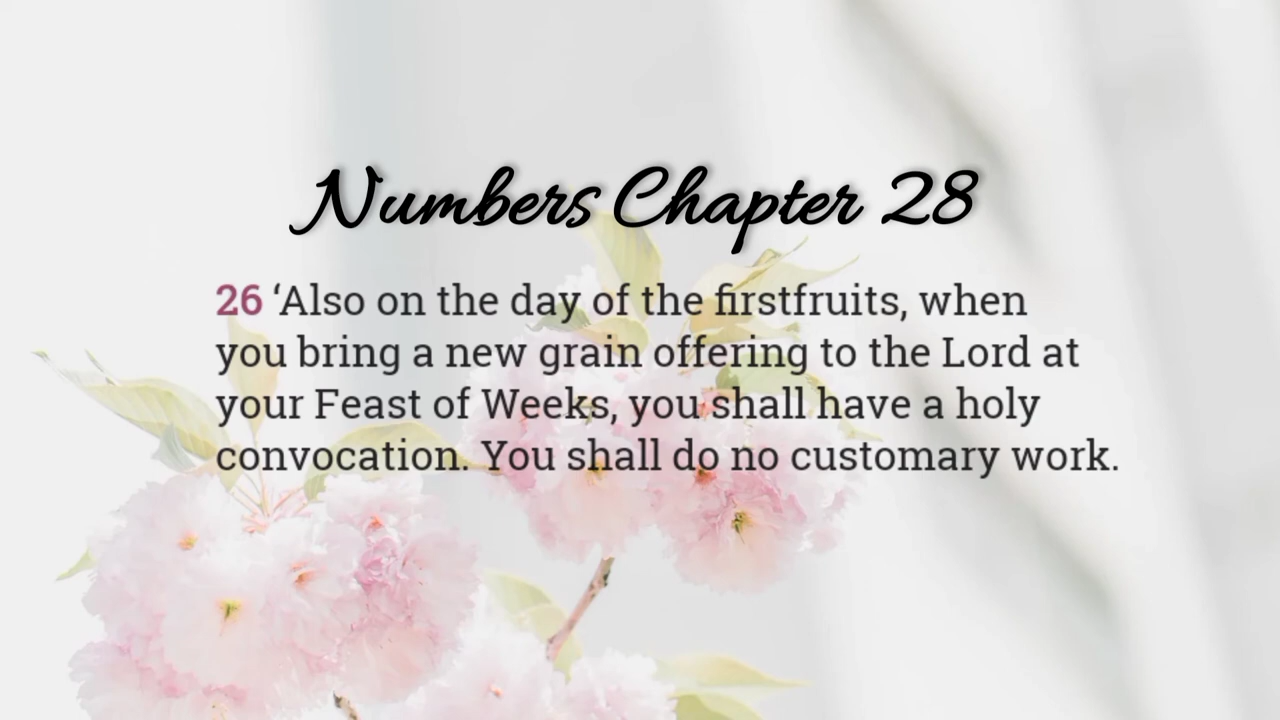 Numbers Chapter 28
26 ‘Also on the day of the firstfruits, when
you bring a new grain offering to the Lord at
your Feast of Weeks, you shall have a holy
convocation. You shall do no customary work.